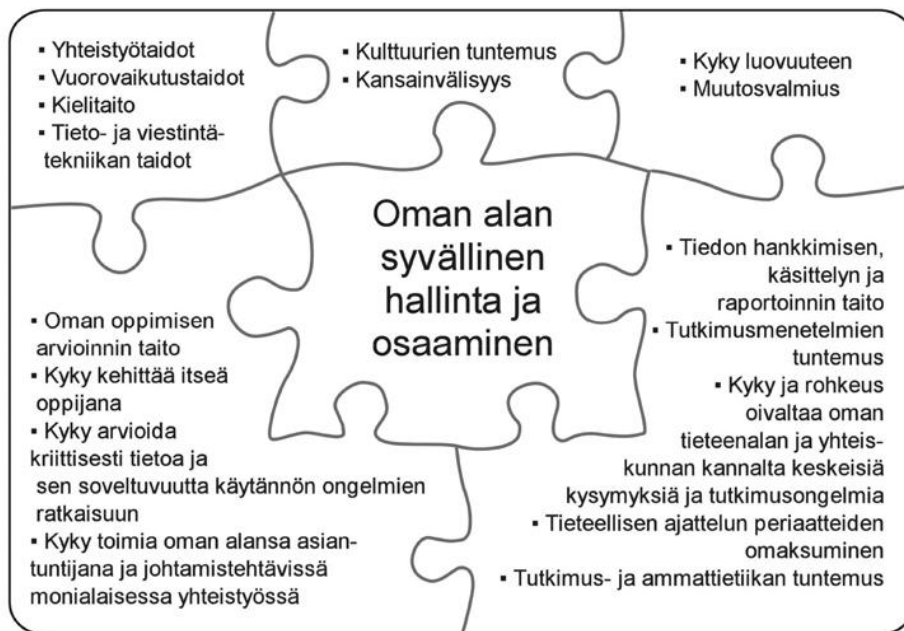 ▪ Yhteistyötaidot
▪ Vuorovaikutustaidot
▪ Kielitaito
▪ Tieto- ja viestintä-
tekniikan taidot
▪ Kulttuurien tuntemus
▪ Kansainvälisyys
▪ Kyky luovuuteen
▪ Muutosvalmius
Oman alan
syvällinen
hallinta ja
osaaminen
▪ Oman oppimisen
arvioinnin taito
▪ Kyky kehittää itseä
oppijana
▪ Kyky arvioida
kriittisesti tietoa ja
sen soveltuvuutta käytännön ongelmien
ratkaisuun
▪ Kyky toimia oman alansa asian-
tuntijana ja johtamistehtävissä
monialaisessa yhteistyössä
▪ Tiedon hankkimisen,
käsittelyn ja
raportoinnin taito
▪ Tutkimusmenetelmien
tuntemus
▪ Kyky ja rohkeus
oivaltaa oman
tieteenalan ja yhteis-
kunnan kannalta keskeisiä
kysymyksiä ja tutkimusongelmia
▪ Tieteellisen ajattelun periaatteiden
omaksuminen
▪ Tutkimus- ja ammattietiikan tuntemus